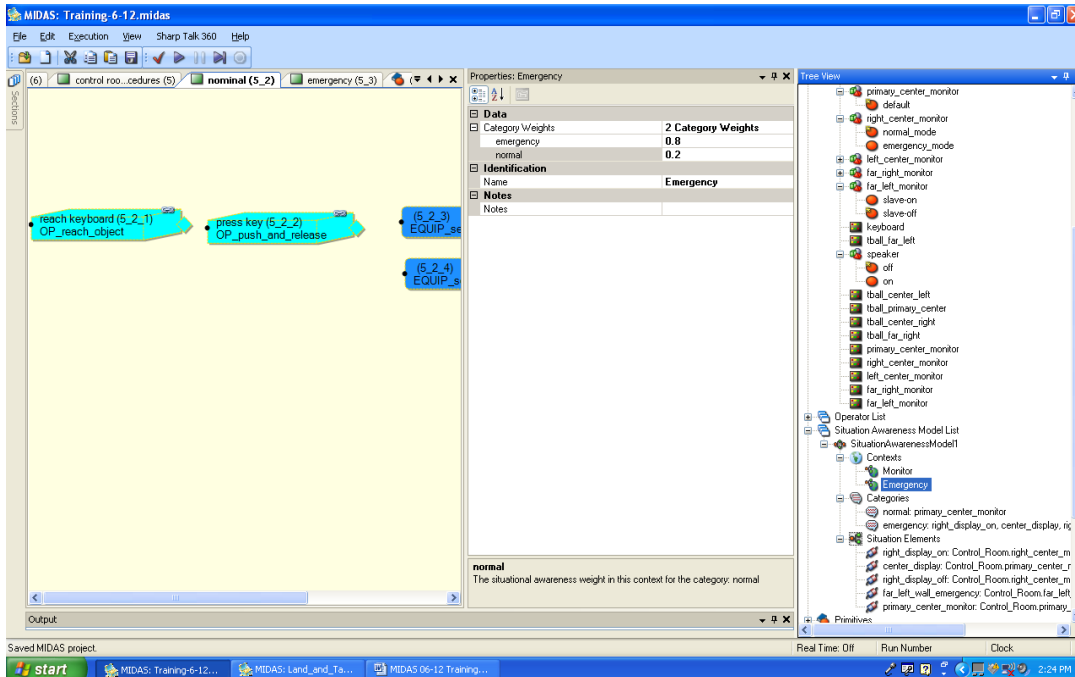 MIDAS: Training-6-12.midas
File Edit Execution View Sharp Talk 360 Help
Sections
(6) control roo...cedures (5) nominal (5_2) emergency (5_3)
reach keyboard (5_2_1)
OP_reach_object
press key (5_2_2)
OP_push_and_release
(5_2_3)
EQUIP_se
(5_2_4)
EQUIP_s
Properties: Emergency
Data
Category Weights 2 Category Weights
emergency 0.8
normal 0.2
Identification
Name Emergency
Notes
Notes
normal
The situational awareness weight in this context for the category: normal
Tree View
primary_center_monitor
default
right_center_monitor
normal_mode
emergency_mode
left_center_monitor
far_right_monitor
far_left_monitor
slave-on
slave-off
keyboard
tball_far_left
speaker
off
on
tball_center_left
tball_primary_center
tball_center_right
tball_far_right
primary_center_monitor
right_center_monitor
left_center_monitor
far_right_monitor
far_left_monitor
Operator List
Situation Awareness Model List
SituationAwarenessModel1
Contexts
Monitor
Emergency
Categories
normal: primary_center_monitor
emergency: right_display_on, center_display, rig
Situation Elements
right_display_on: Control_Room.right_center_m
center_display: Control_Room.primary_center_r
right_display_off: Control_Room.right_center_m
far_left_wall_emergency: Control_Room.far_left
primary_center_monitor: Control_Room.primary_
Primitives
Output
Saved MIDAS project. Real Time: Off Run Number Clock
start MIDAS: Training-6-12... MIDAS: Land_and_Ta... MIDAS 06-12 Training... 2:24 PM